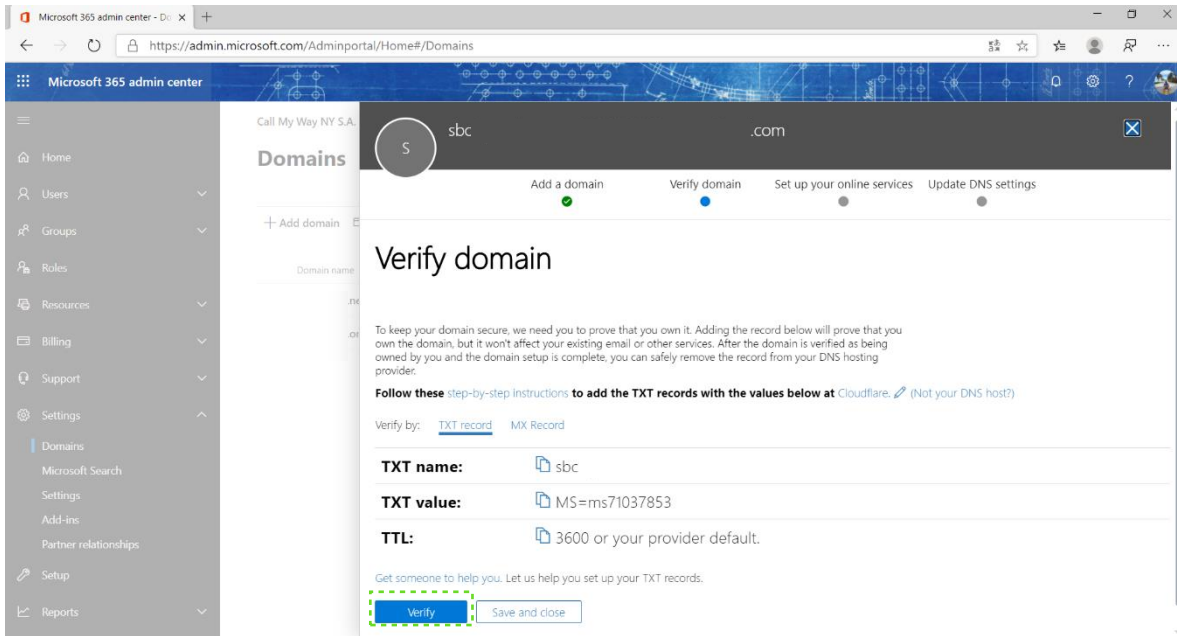 Microsoft 365 admin center - Do
https://admin.microsoft.com/Adminportal/Home#/Domains
Microsoft 365 admin center
?
Home
Users
Groups
Roles
Resources
Billing
Support
Settings
Domains
Microsoft Search
Settings
Add-ins
Partner relationships
Setup
Reports
Call My Way NY S.A.
Domains
Add domain
Domain name
.ne
.or
S
sbc .com
Add a domain Verify domain Set up your online services Update DNS settings
Verify domain
To keep your domain secure, we need you to prove that you own it. Adding the record below will prove that you
own the domain, but it won't affect your existing email or other services. After the domain is verified as being
owned by you and the domain setup is complete, you can safely remove the record from your DNS hosting
provider.
Follow these step-by-step instructions to add the TXT records with the values below at Cloudflare. (Not your DNS host?)
Verify by: TXT record MX Record
TXT name: sbc
TXT value: MS=ms71037853
TTL: 3600 or your provider default.
Get someone to help you. Let us help you set up your TXT records.
Verify Save and close